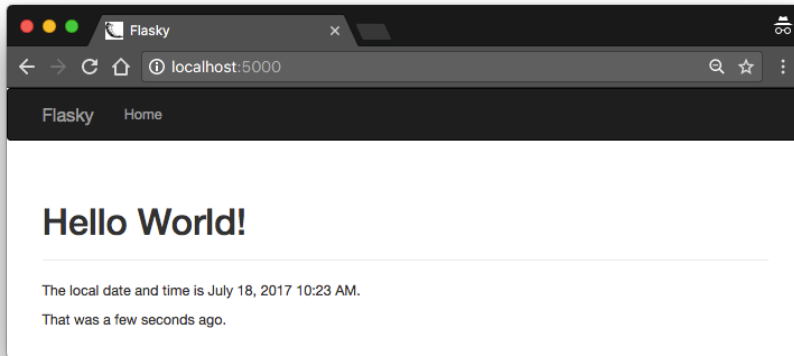 Flasky
localhost:5000
Flasky Home
Hello World!
The local date and time is July 18, 2017 10:23 AM.
That was a few seconds ago.